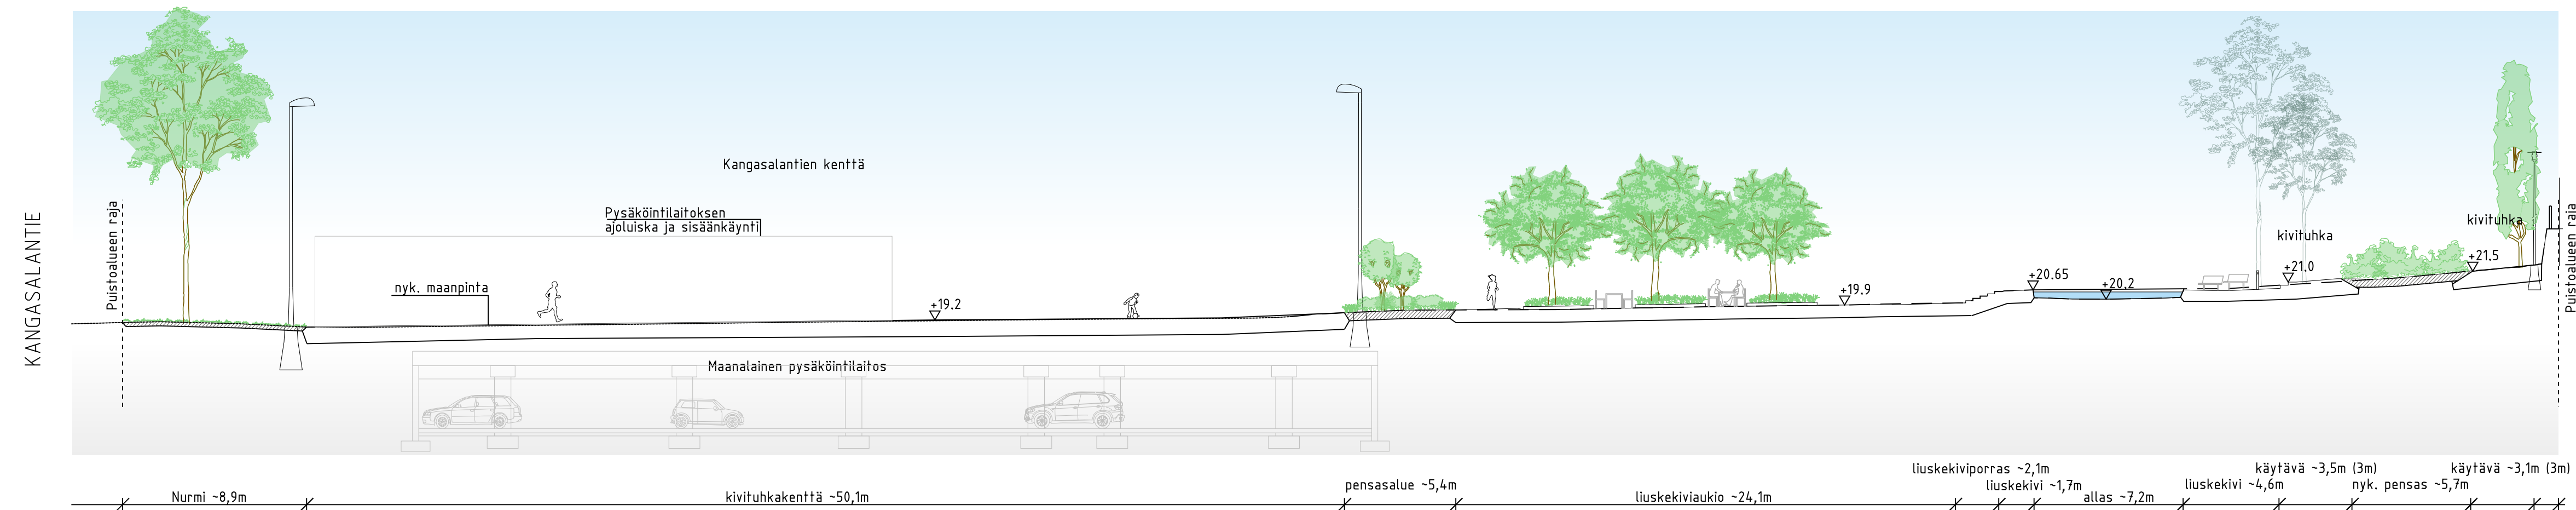 KANGASALANTIE
Puistoalueen raja
Kangasalantien kenttä
Pysäköintilaitoksen
ajoluiska ja sisäänkäynti
nyk. maanpinta
+19.2
Maanalainen pysäköintilaitos
+19.9
+20.65
+20.2
kivituhka
+21.0
kivituhka
+21.5
Puistoalueen raja
Nurmi ~8,9m
kivituhkakenttä ~50,1m
pensasalue ~5,4m
liuskekiviaukio ~24,1m
liuskekiviporras ~2,1m
liuskekivi ~1,7m
allas ~7,2m
liuskekivi ~4,6m
käytävä ~3,5m (3m)
nyk. pensas ~5,7m
käytävä ~3,1m (3m)